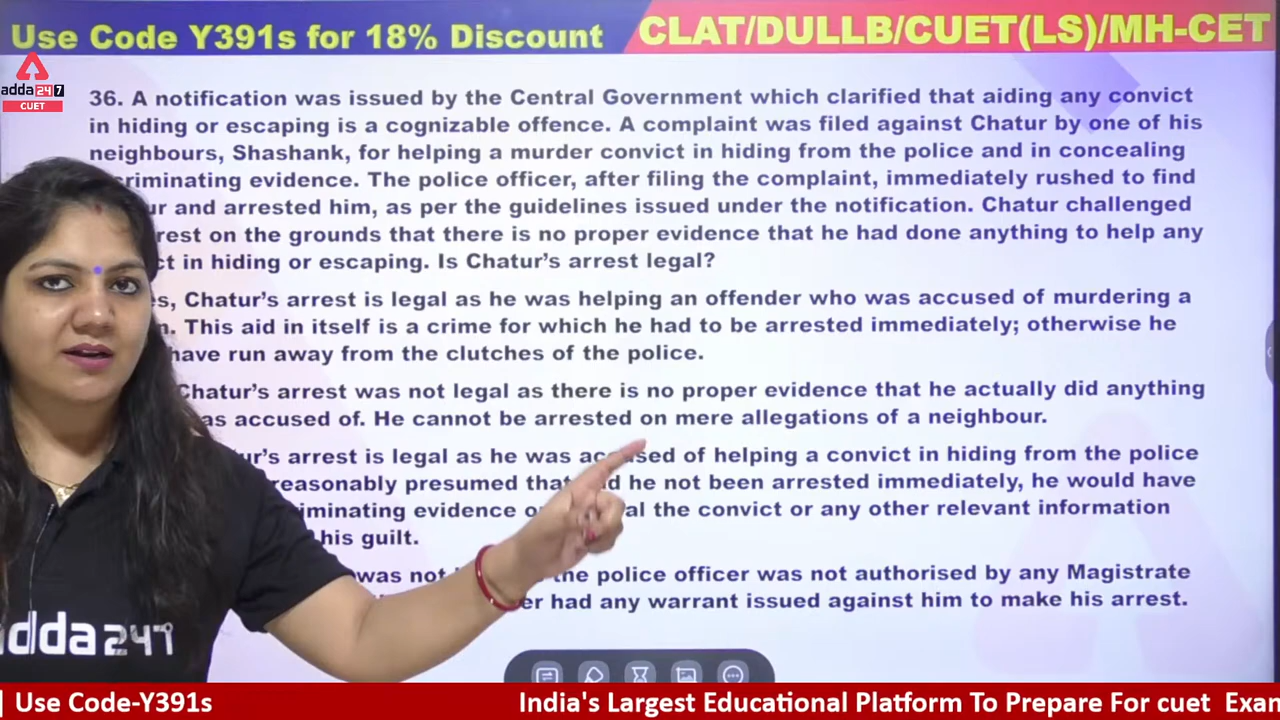 Use Code Y391s for 18% Discount
CLAT/DULLB/CUET(LS)/MH-CET
adda247
CUET
36. A notification was issued by the Central Government which clarified that aiding any convict
in hiding or escaping is a cognizable offence. A complaint was filed against Chatur by one of his
neighbours, Shashank, for helping a murder convict in hiding from the police and in concealing
criminating evidence. The police officer, after filing the complaint, immediately rushed to find
and arrested him, as per the guidelines issued under the notification. Chatur challenged
on the grounds that there is no proper evidence that he had done anything to help any
in hiding or escaping. Is Chatur's arrest legal?
Chatur's arrest is legal as he was helping an offender who was accused of murdering a
This aid in itself is a crime for which he had to be arrested immediately; otherwise he
have run away from the clutches of the police.
Chatur's arrest was not legal as there is no proper evidence that he actually did anything
as accused of. He cannot be arrested on mere allegations of a neighbour.
arrest is legal as he was accused of helping a convict in hiding from the police
reasonably presumed that he not been arrested immediately, he would have
evidence the convict or any other relevant information
his guilt.
was not the police officer was not authorised by any Magistrate
had any warrant issued against him to make his arrest.
adda247
Use Code-Y391s
India's Largest Educational Platform To Prepare For cuet Exan